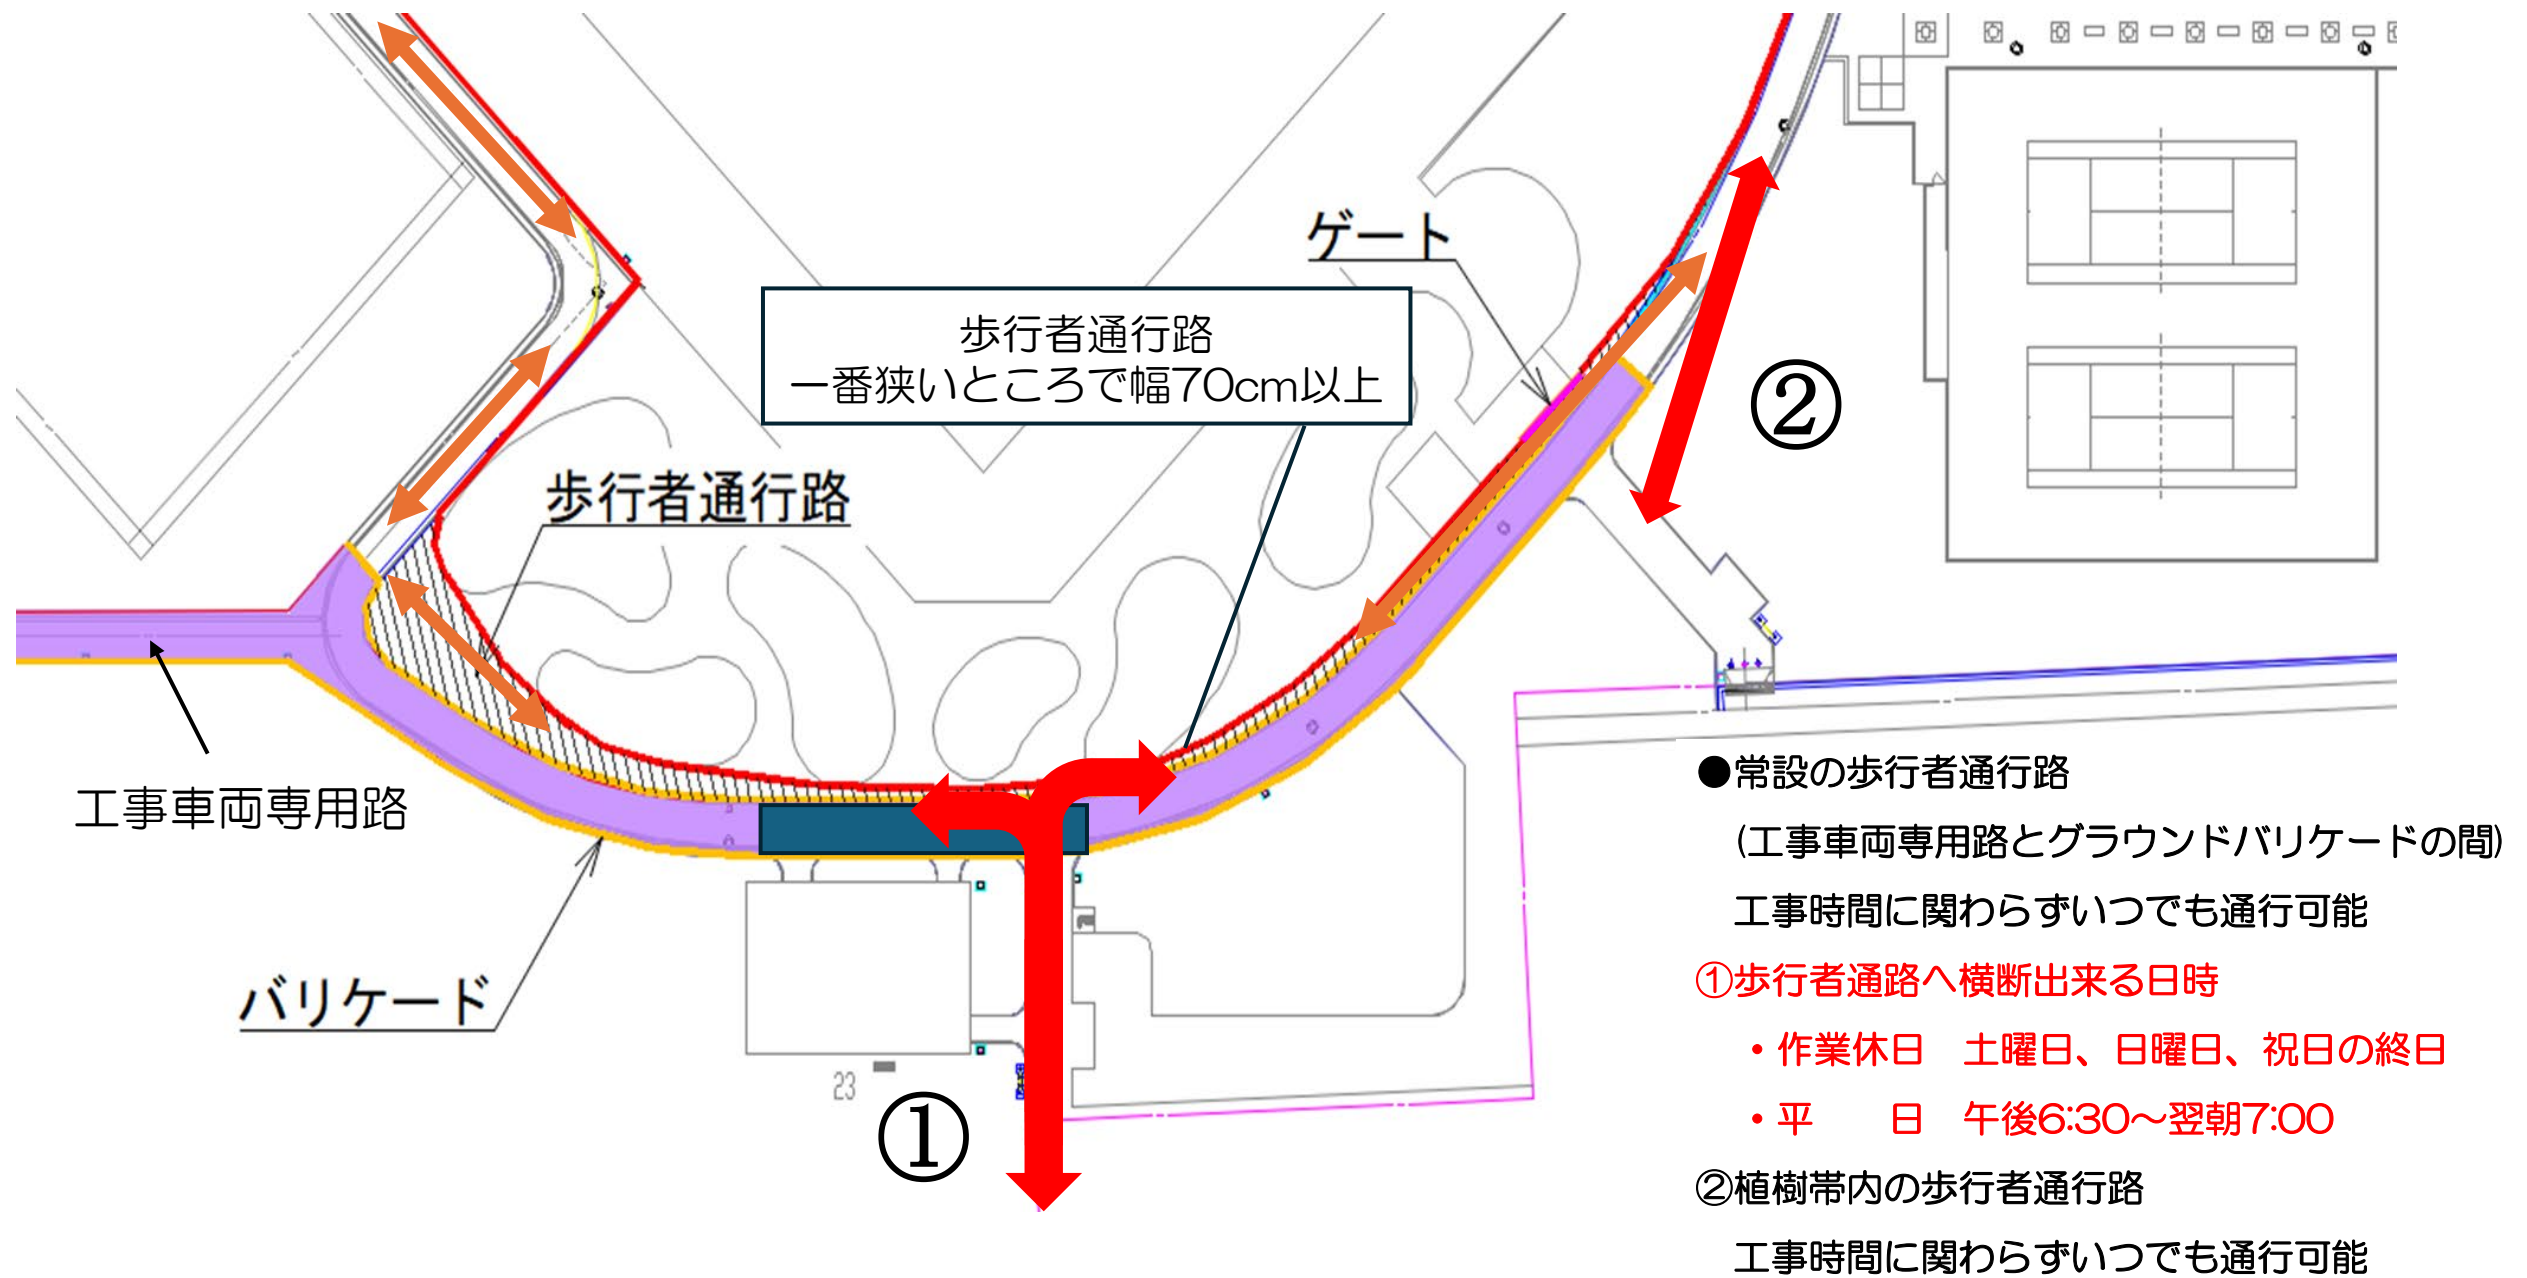 ゲート
歩行者通行路
一番狭いところで幅70cm以上
②
歩行者通行路
工事車両専用路
バリケード
23
①
●常設の歩行者通行路
(工事車両専用路とグラウンドバリケードの間)
工事時間に関わらずいつでも通行可能
①歩行者通路へ横断出来る日時
・作業休日　土曜日、日曜日、祝日の終日
・平　　日　午後6:30～翌朝7:00
②植樹帯内の歩行者通行路
工事時間に関わらずいつでも通行可能